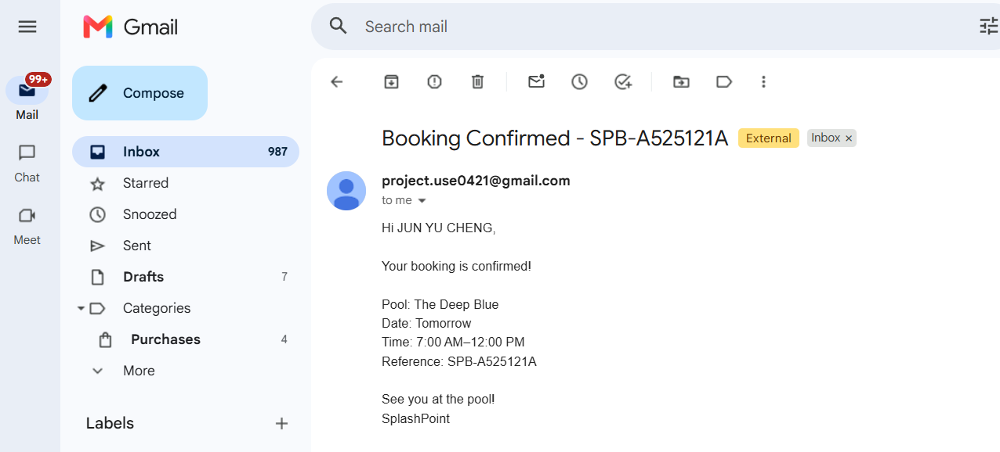 Gmail
Search mail
99+
Mail
Chat
Meet
Compose
Inbox 987
Starred
Snoozed
Sent
Drafts 7
Categories
Purchases 4
More
Labels
Booking Confirmed - SPB-A525121A External Inbox ×
project.use0421@gmail.com
to me
Hi JUN YU CHENG,
Your booking is confirmed!
Pool: The Deep Blue
Date: Tomorrow
Time: 7:00 AM–12:00 PM
Reference: SPB-A525121A
See you at the pool!
SplashPoint